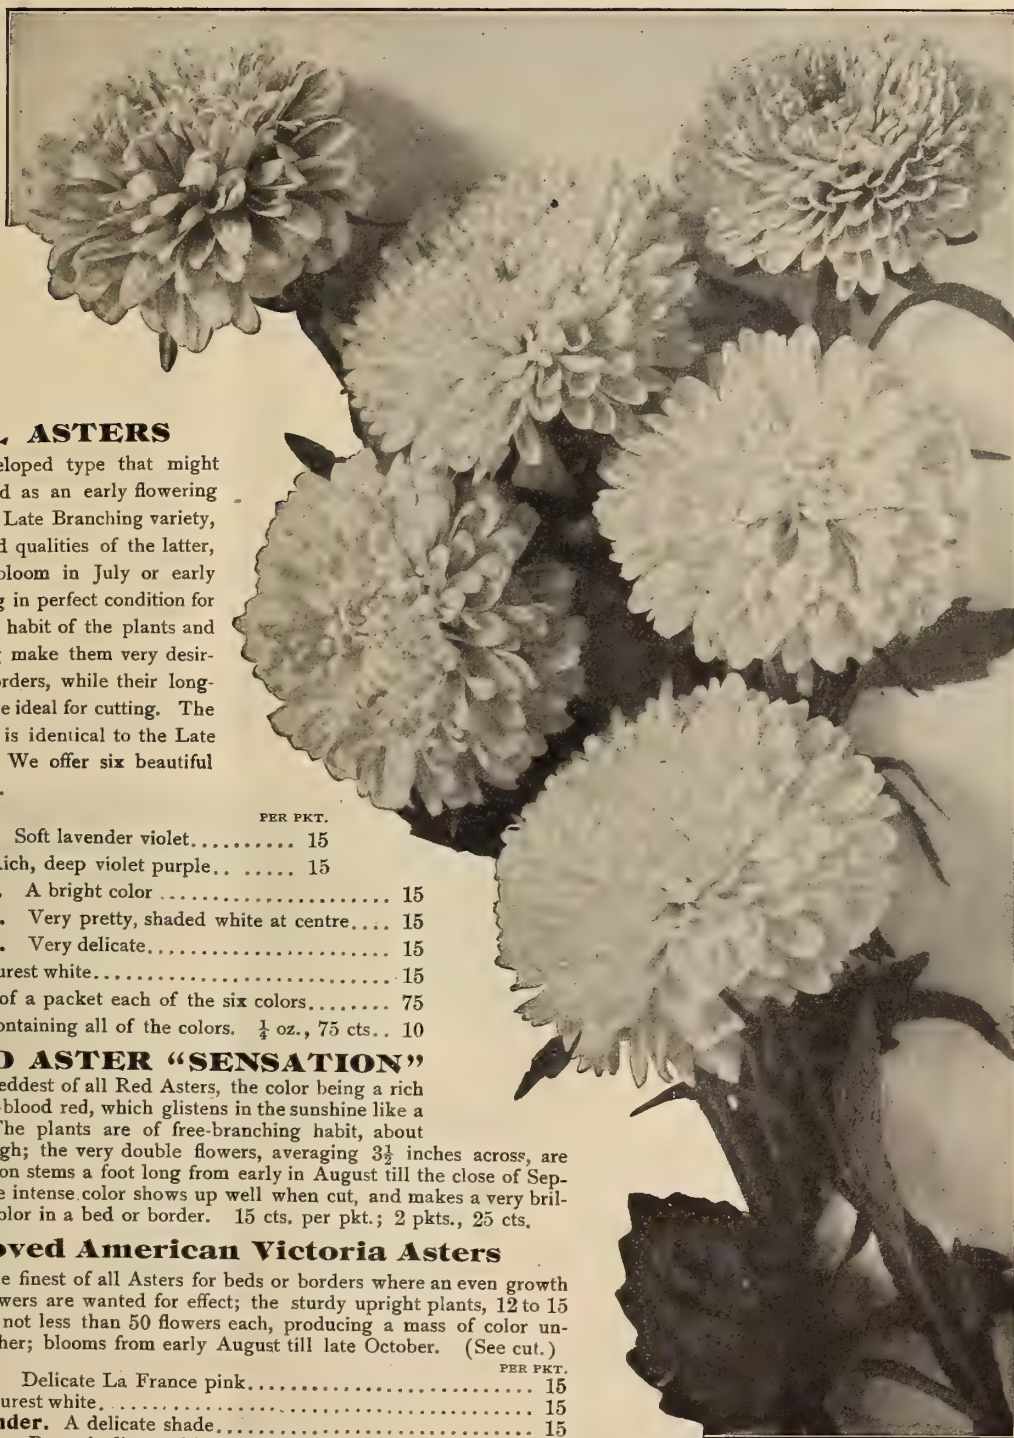 ASTERS
eloped type that might
d as an early flowering
Late Branching variety,
d qualities of the latter,
bloom in July or early
g in perfect condition for
habit of the plants and
make them very desir-
orders, while their long-
e ideal for cutting. The
is identical to the Late
We offer six beautiful
.
PER PKT.
Soft lavender violet.......... 15
Rich, deep violet purple.. ...... 15
. A bright color ...................... 15
. Very pretty, shaded white at centre.... 15
. Very delicate......................... 15
urest white............................... 15
of a packet each of the six colors........ 75
ontaining all of the colors. ¼ oz., 75 cts.. 10
D ASTER “SENSATION”
eddest of all Red Asters, the color being a rich
-blood red, which glistens in the sunshine like a
The plants are of free-branching habit, about
gh; the very double flowers, averaging 3½ inches across, are
on stems a foot long from early in August till the close of Sep-
e intense color shows up well when cut, and makes a very bril-
olor in a bed or border. 15 cts. per pkt.; 2 pkts., 25 cts.
oved American Victoria Asters
e finest of all Asters for beds or borders where an even growth
wers are wanted for effect; the sturdy upright plants, 12 to 15
not less than 50 flowers each, producing a mass of color un-
her; blooms from early August till late October. (See cut.)
PER PKT.
Delicate La France pink............................... 15
urest white.............................................. 15
nder. A delicate shade.................................. 15